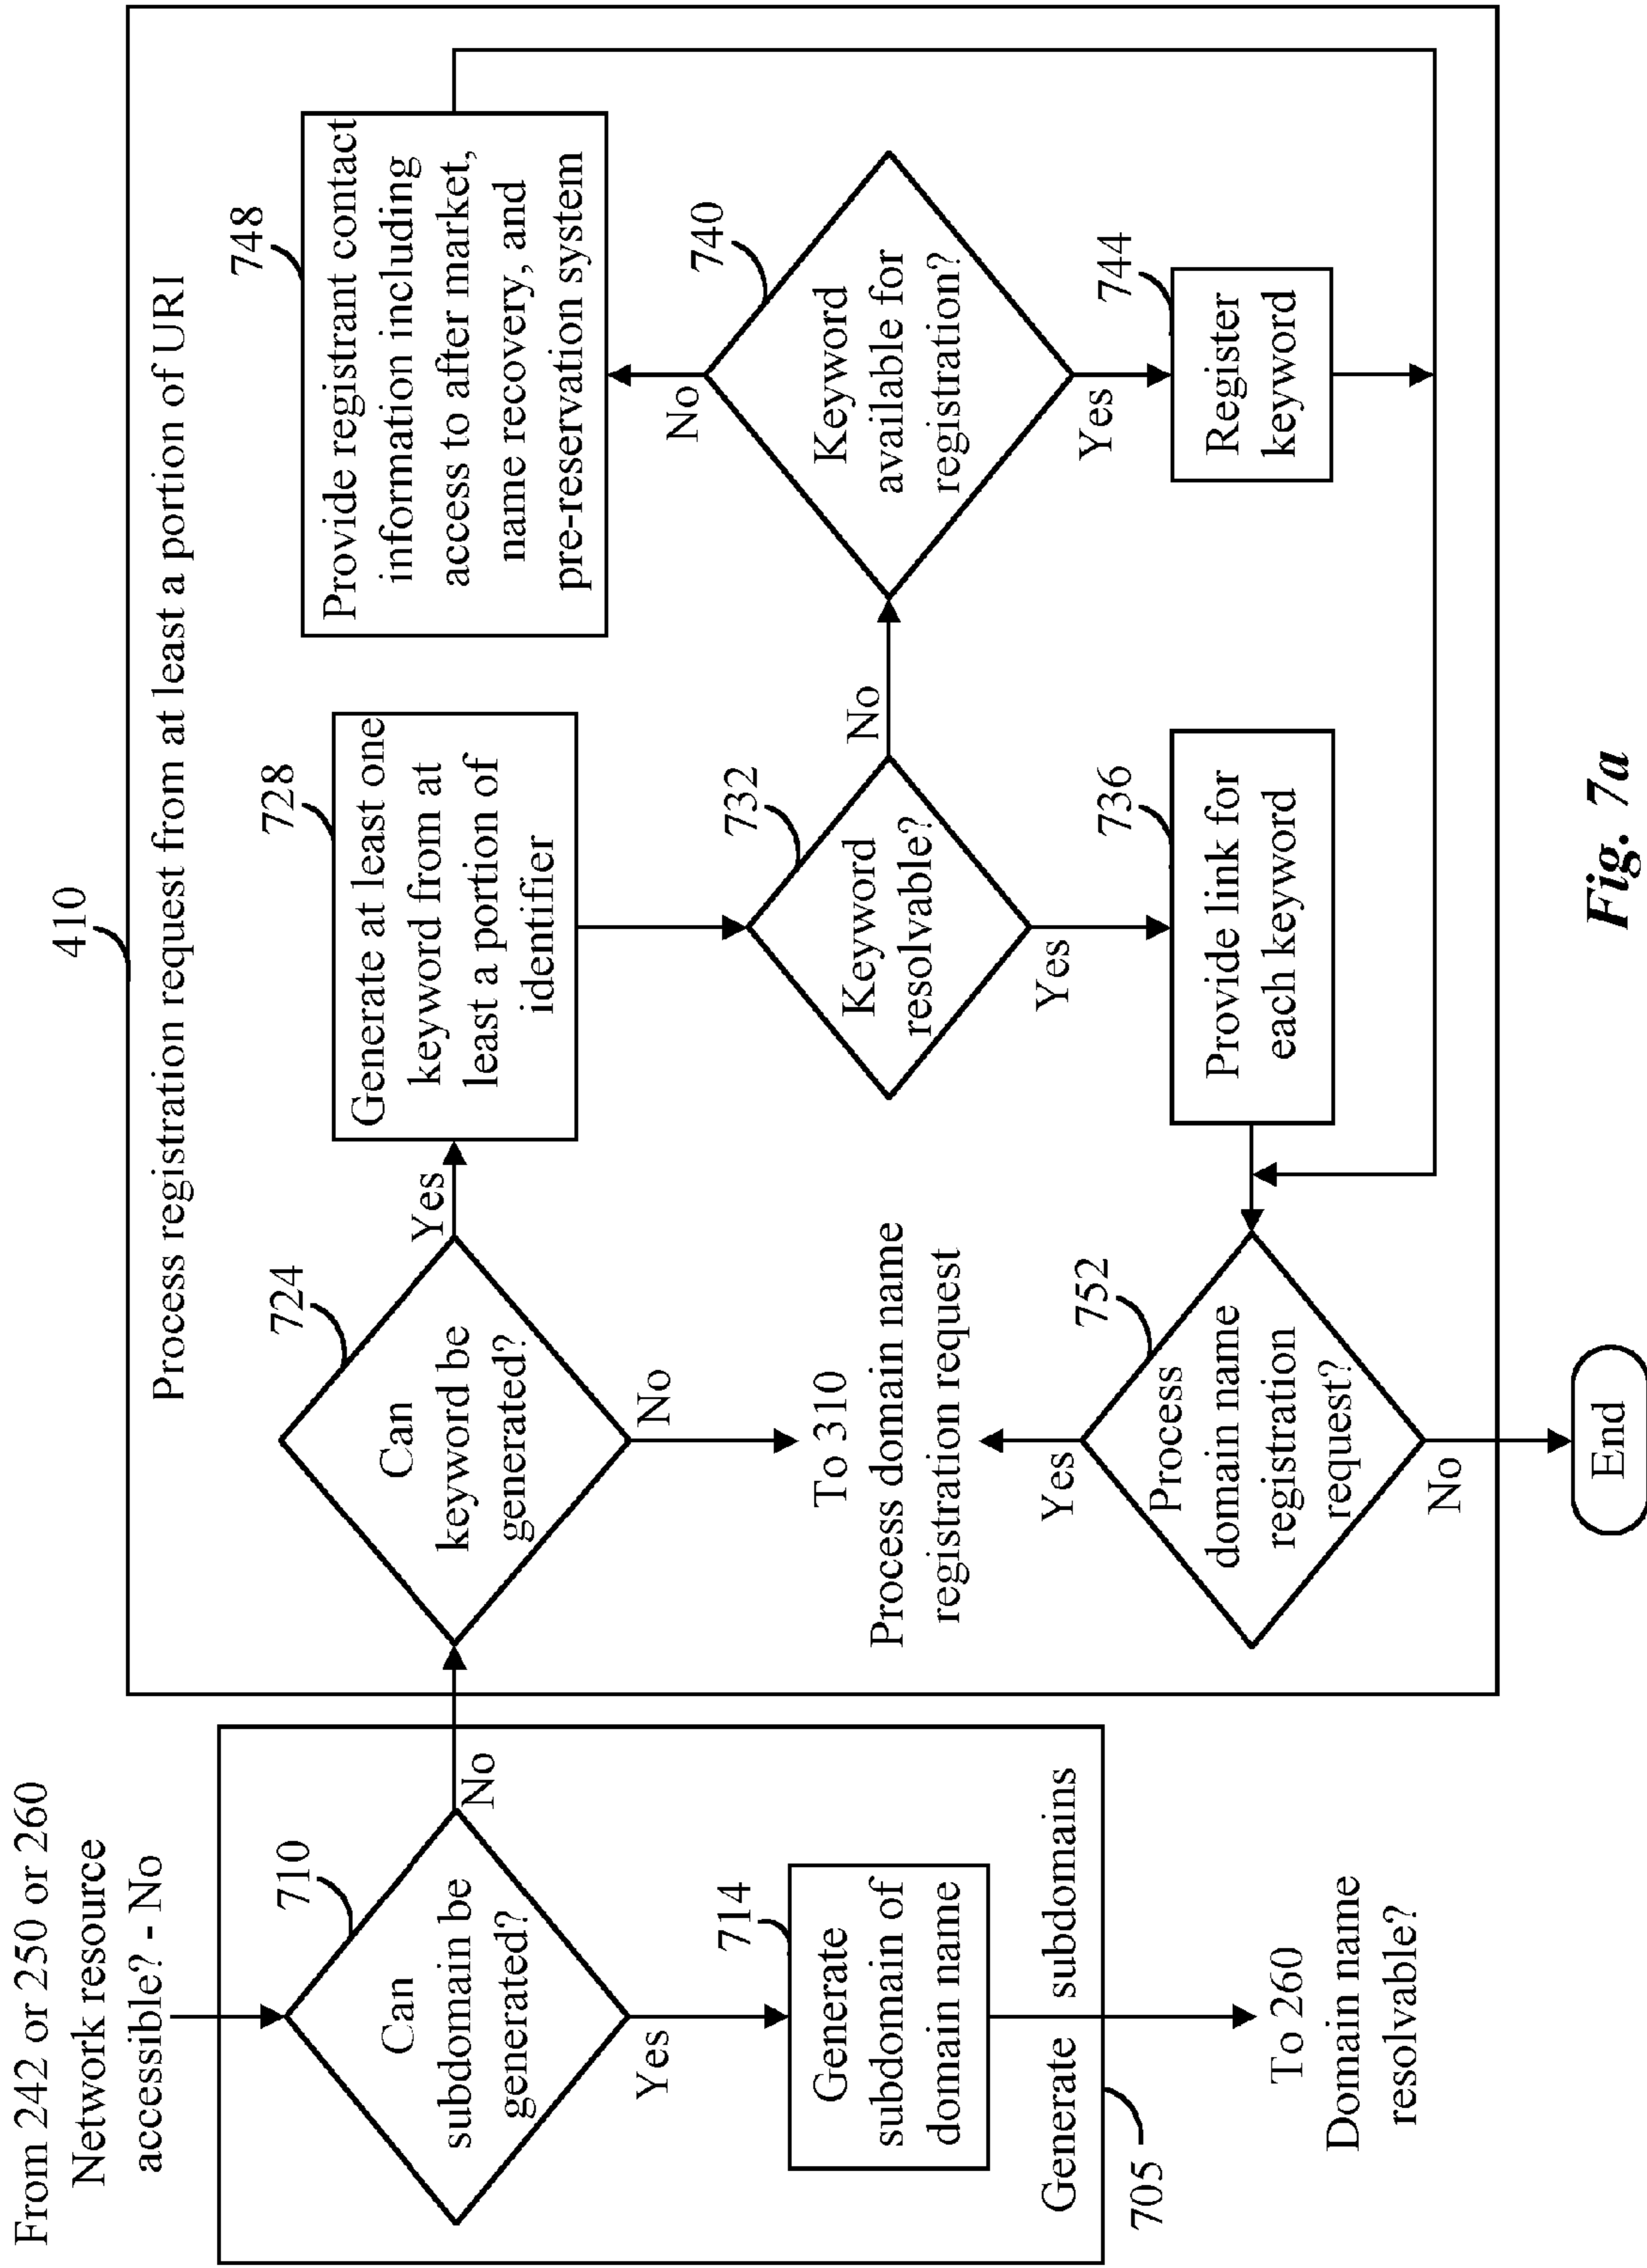 410
Process registration request from at least a portion of URI
From 242 or 250 or 260
Network resource
accessible? - No
710
Can
subdomain be
generated?
No
Yes
714
Generate
subdomain of
domain name
Generate subdomains
705
To 260
Domain name
resolvable?
724
Can
keyword be
generated?
Yes
No
To 310
Process domain name
registration request
728
Generate at least one
keyword from at
least a portion of
identifier
732
Keyword
resolvable?
No
Yes
736
Provide link for
each keyword
748
Provide registrant contact
information including
access to after market,
name recovery, and
pre-reservation system
740
Keyword
available for
registration?
No
Yes
744
Register
keyword
752
Process
domain name
registration
request?
Yes
No
End
Fig. 7a